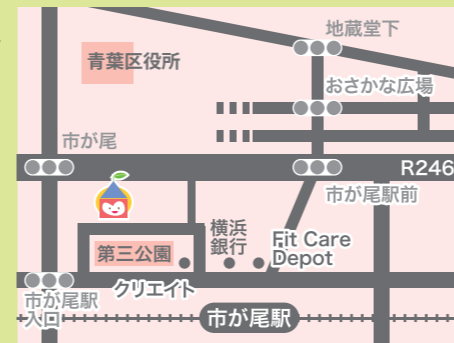 地蔵堂下
青葉区役所
おさかな広場
市が尾
R246
市が尾駅前
横浜
銀行
Fit Care
Depot
第三公園
クリエイト
市が尾駅
入口
市が尾駅